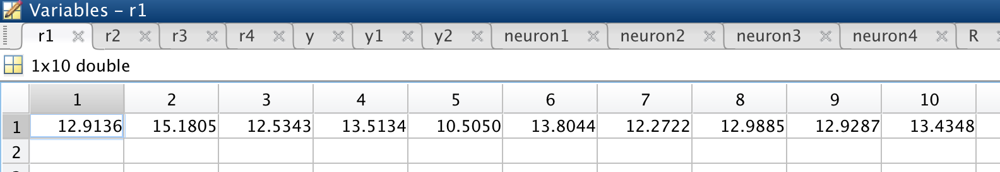 Variables – r1
r1 r2 r3 r4 y y1 y2 neuron1 neuron2 neuron3 neuron4 R
1x10 double
1 2 3 4 5 6 7 8 9 10
1 12.9136 15.1805 12.5343 13.5134 10.5050 13.8044 12.2722 12.9885 12.9287 13.4348
2